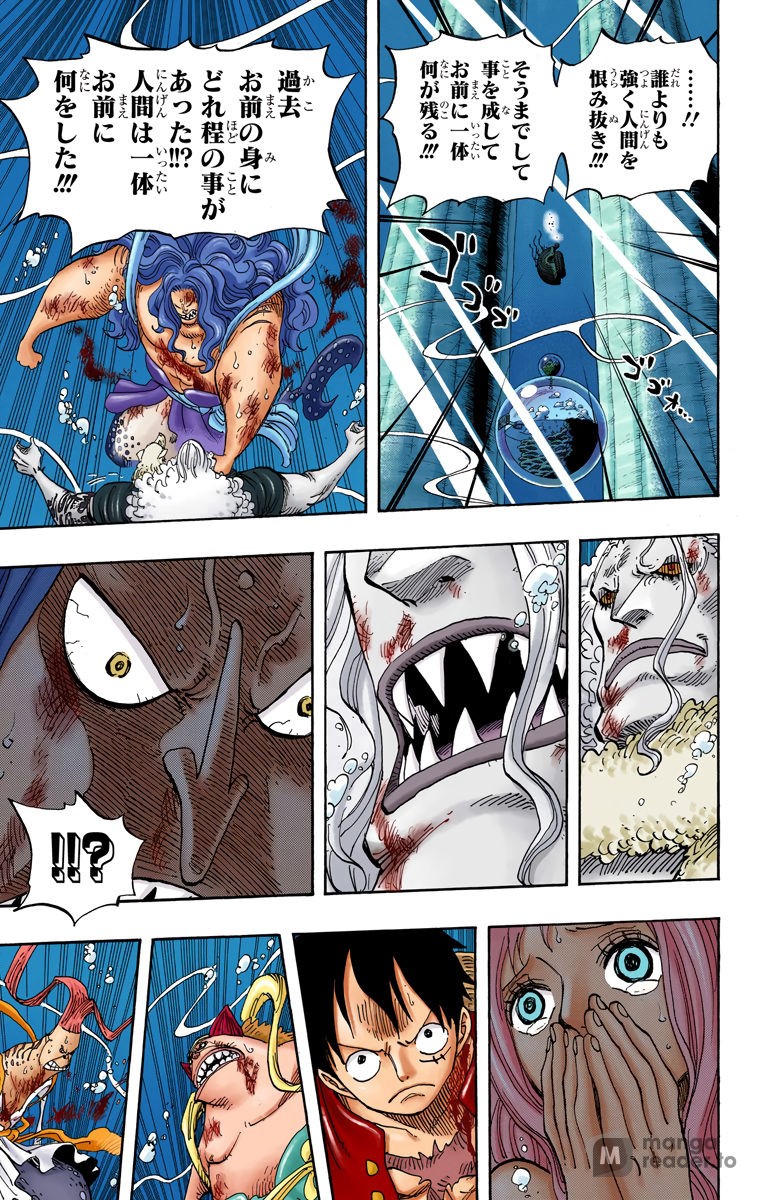 ……!!
誰よりも
強く人間を
恨み抜き!!!
そうまでして
事を成して
お前に一体
何が残る!!!
ゴゴゴ
ゴゴゴ…
過去
お前の身に
どれ程の事が
あった!!?
人間は一体
お前に
何をした!!!
!!?
manga
reader.to